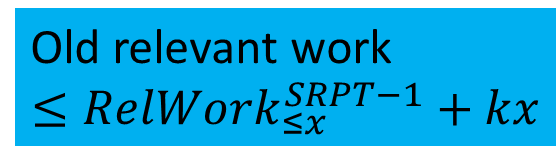 Old relevant work
≤ RelWork^{SRPT−1}_{≤x} + kx